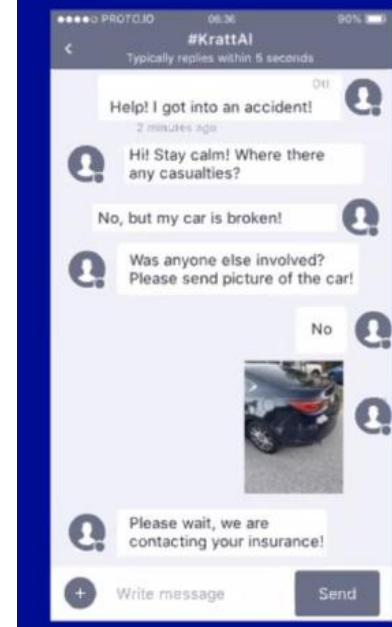 PROTO.IO 06:36 90%
#KrattAI
Typically replies within 5 seconds
Ott
Help! I got into an accident!
2 minutes ago
Hi! Stay calm! Where there
any casualties?
No, but my car is broken!
Was anyone else involved?
Please send picture of the car!
No
Please wait, we are
contacting your insurance!
+ Write message Send